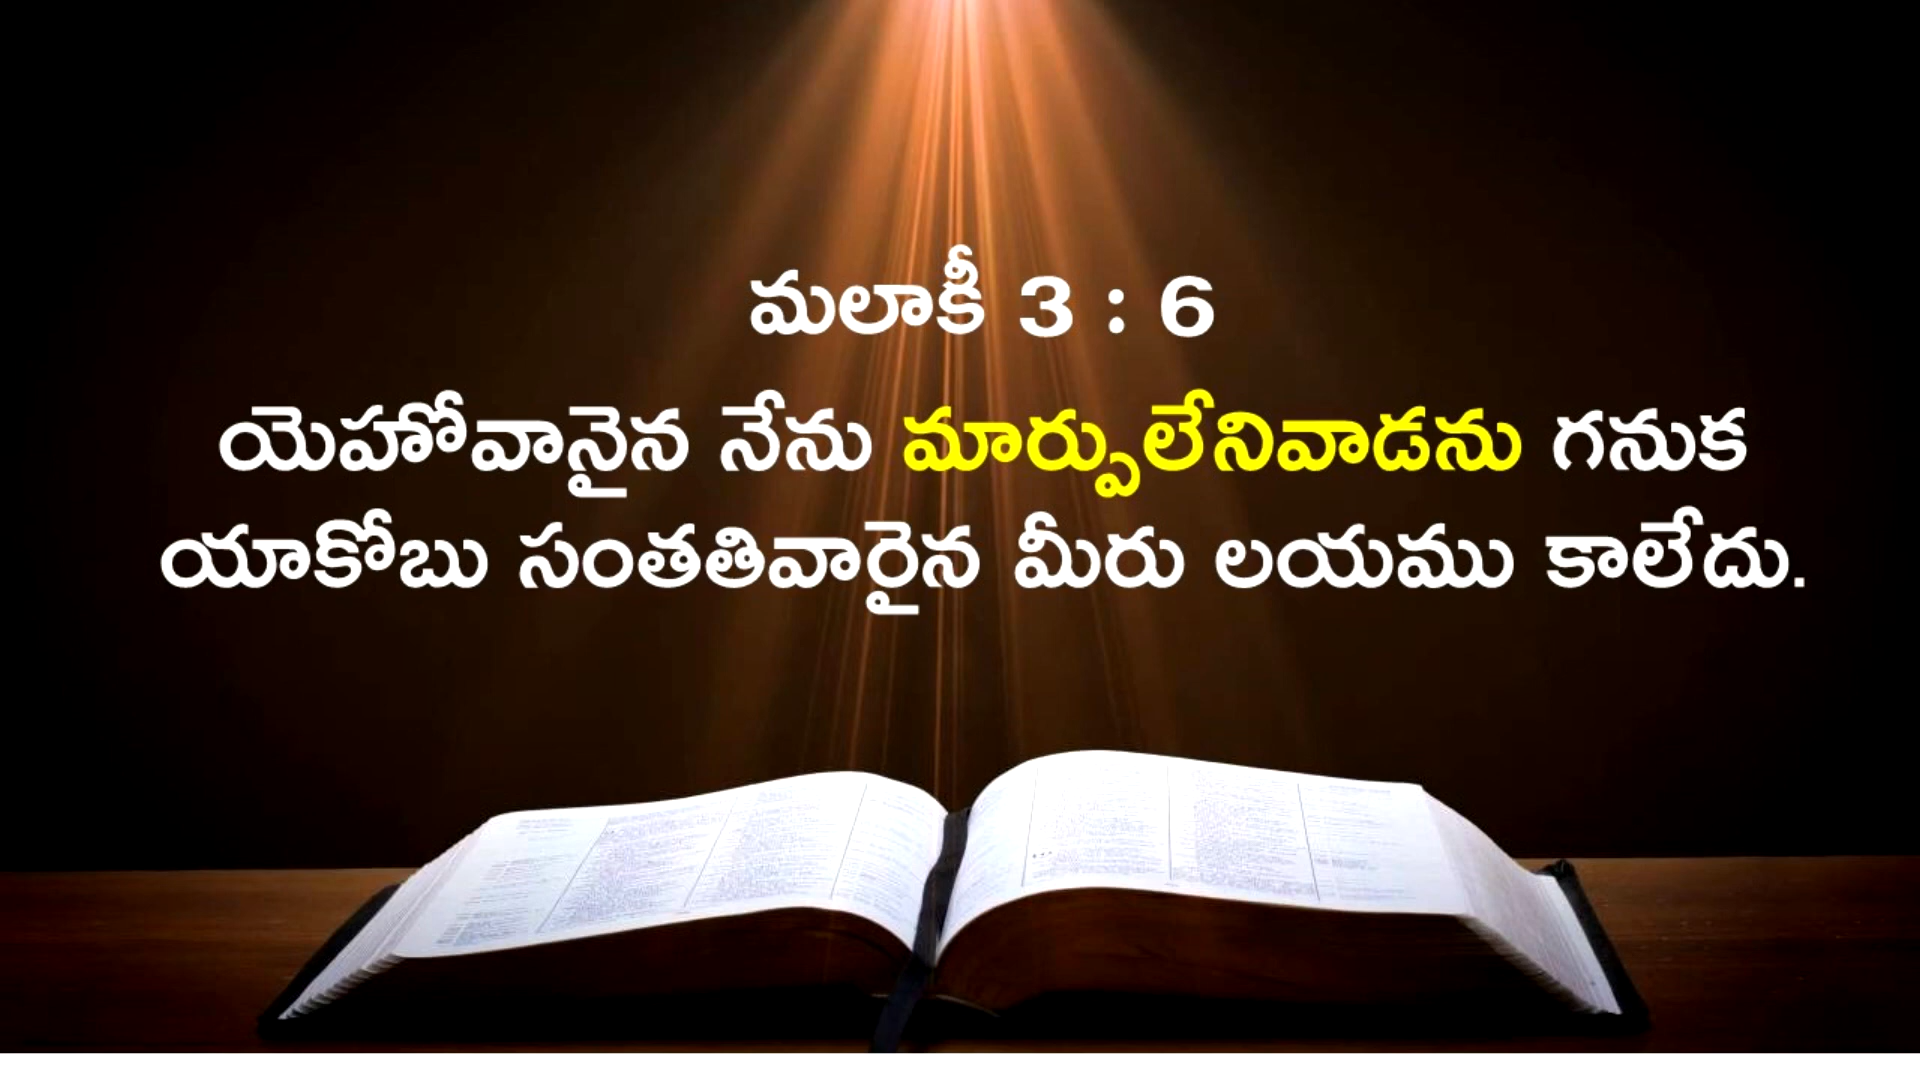 మలాకీ 3 : 6
యెహోవానైన నేను మార్పులేనివాడను గనుక
యాకోబు సంతతివారైన మీరు లయము కాలేదు.